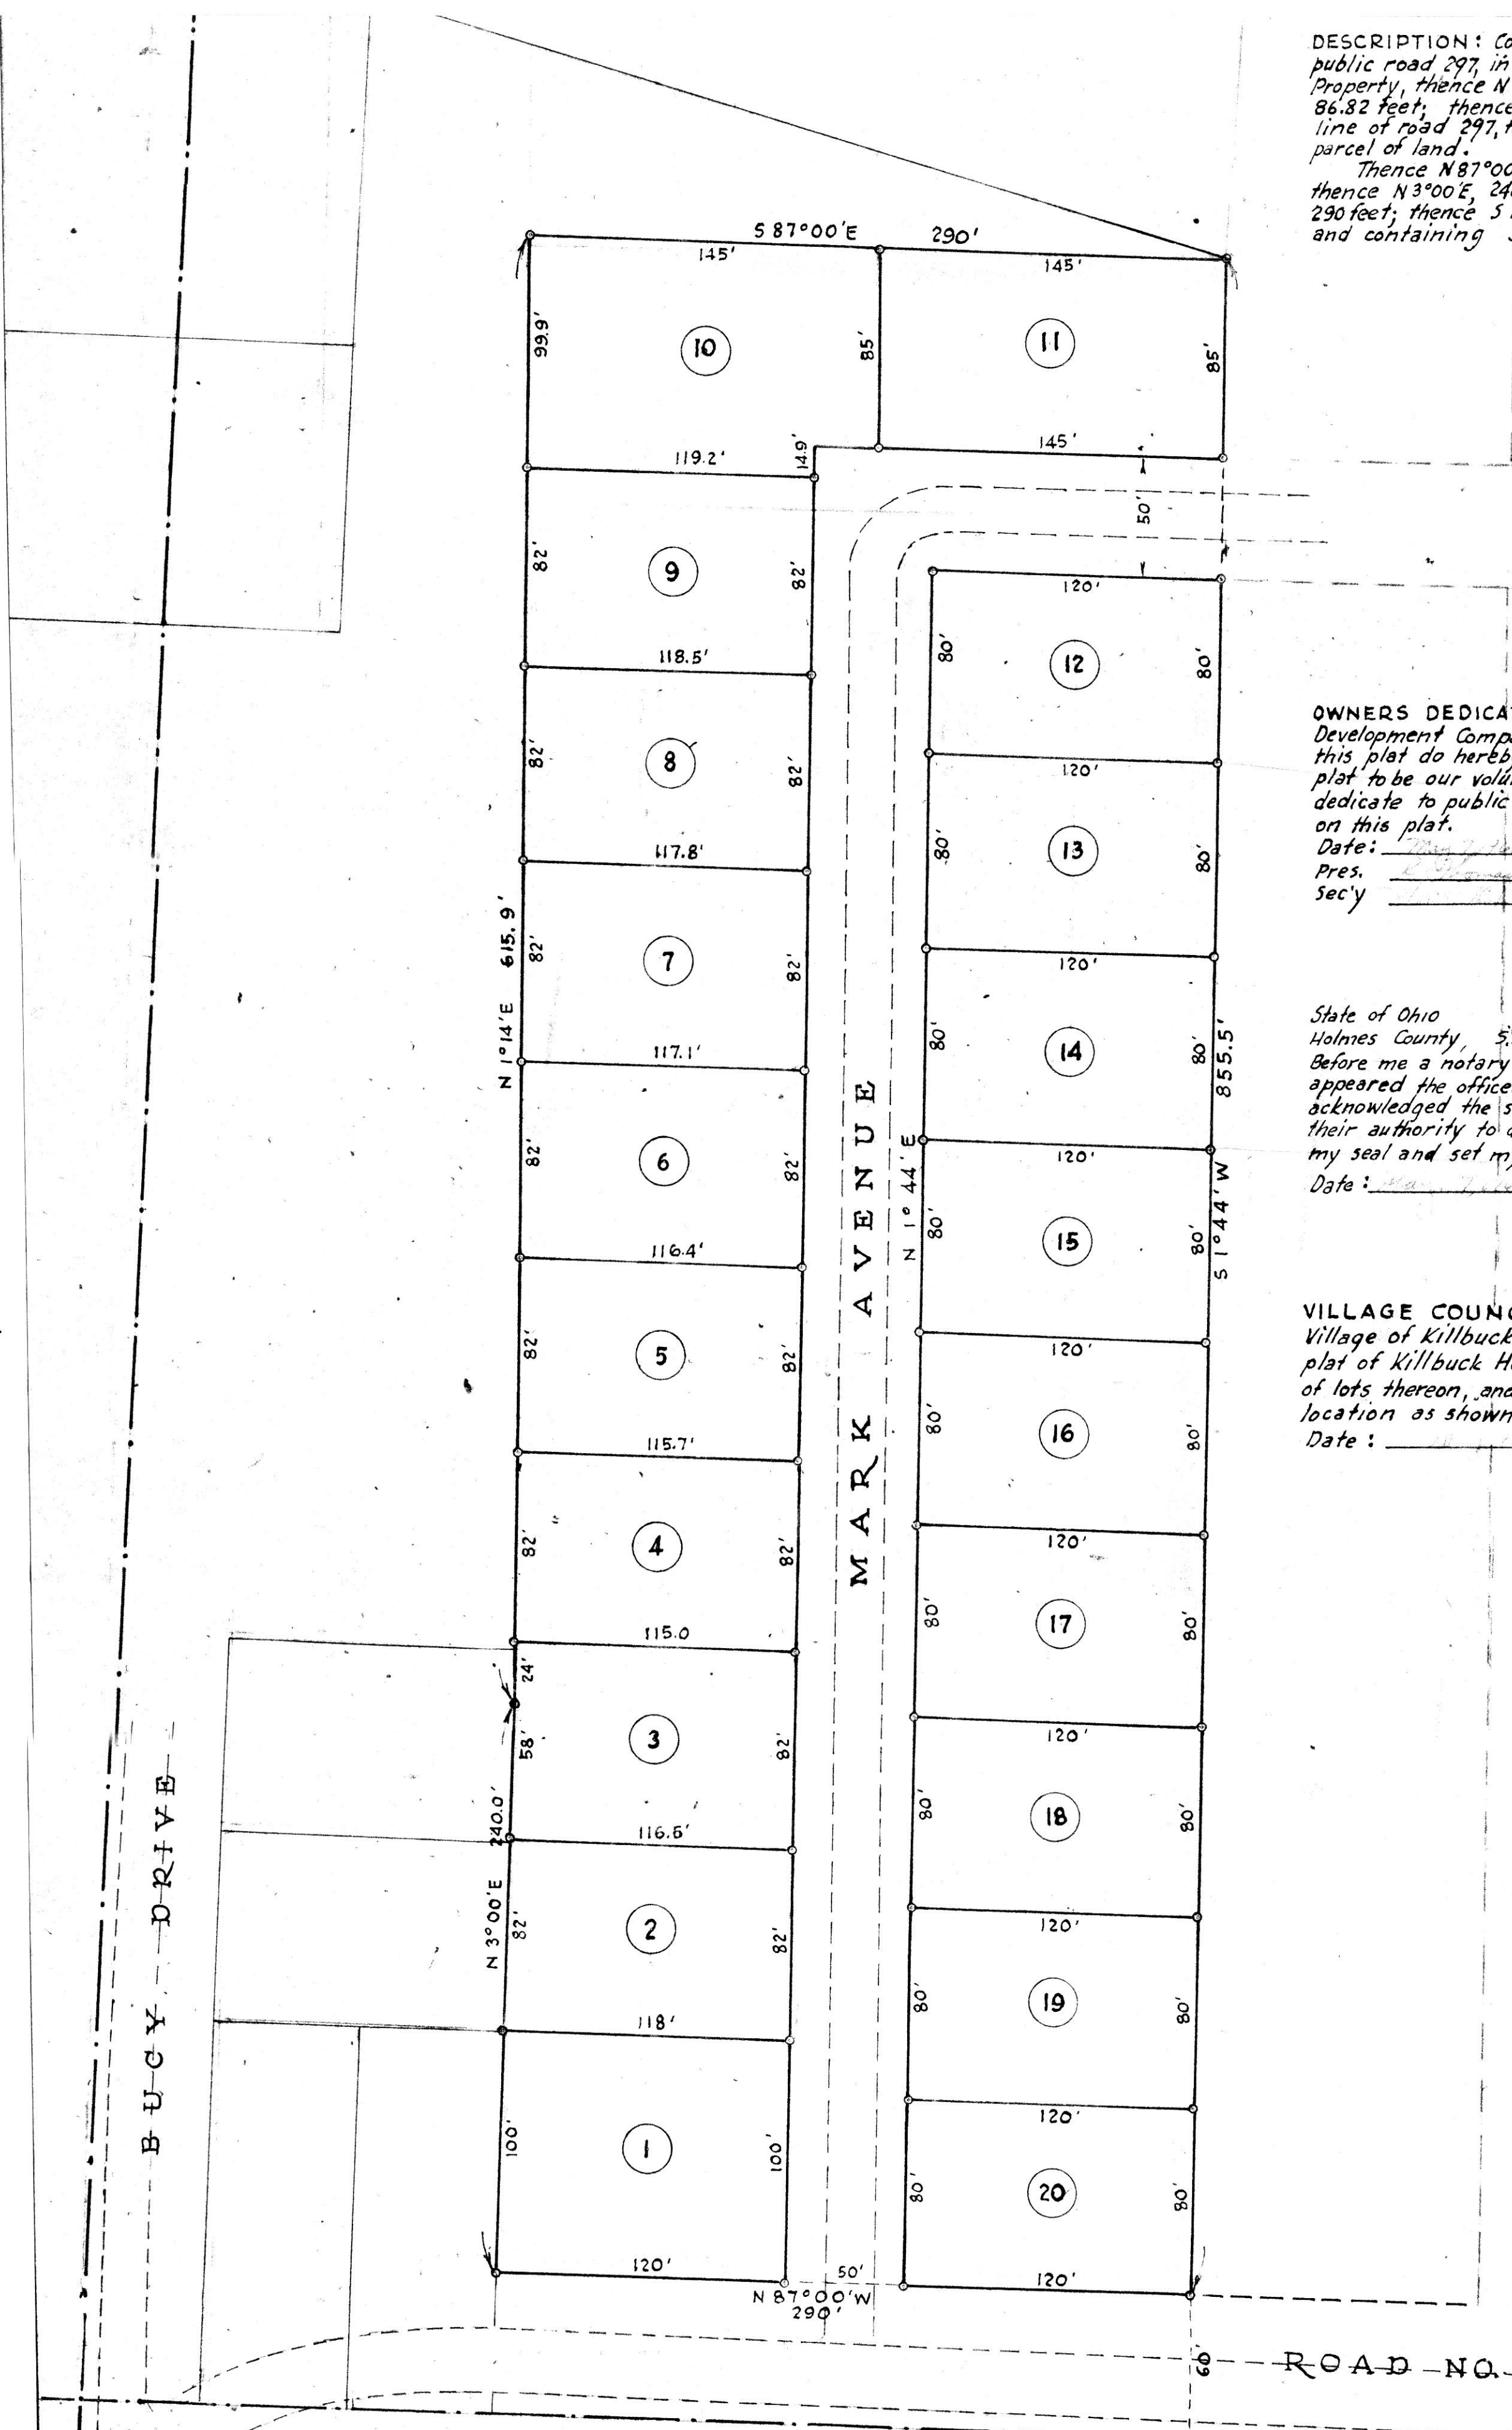 DESCRIPTION: Co
public road 297, in
Property, thence N
86.82 feet; thence
line of road 297, t
parcel of land.
Thence N87°00
thence N3°00'E, 24
290 feet; thence S
and containing
S 87°00'E 290'
145'
145'
99.9'
10
85'
11
85'
119.2'
14.9'
145'
50'
82'
9
82'
120'
118.5'
80'
12
80'
82'
8
82'
120'
117.8'
80'
13
80'
N 1°14'E 615.9'
82'
7
82'
120'
117.1'
80'
14
80'
S 1°44'W 855.5'
82'
6
82'
120'
116.4'
N 1°44'E
80'
15
80'
82'
5
82'
120'
115.7'
80'
16
80'
82'
4
82'
120'
115.0
80'
17
80'
24'
58'
3
82'
120'
116.5'
80'
18
80'
N 3°00'E 240.0'
82'
2
82'
120'
118'
80'
19
80'
100'
1
100'
120'
80'
20
80'
120'
50'
120'
N 87°00'W
290'
MARK AVENUE
BUCY DRIVE
60'
ROAD NO.
OWNERS DEDICA
Development Comp
this plat do hereb
plat to be our volu
dedicate to public
on this plat.
Date:
Pres.
Sec'y
State of Ohio
Holmes County, S.
Before me a notary
appeared the office
acknowledged the s
their authority to
my seal and set m
Date:
VILLAGE COUNC
Village of Killbuck
plat of Killbuck H
of lots thereon, and
location as shown
Date: